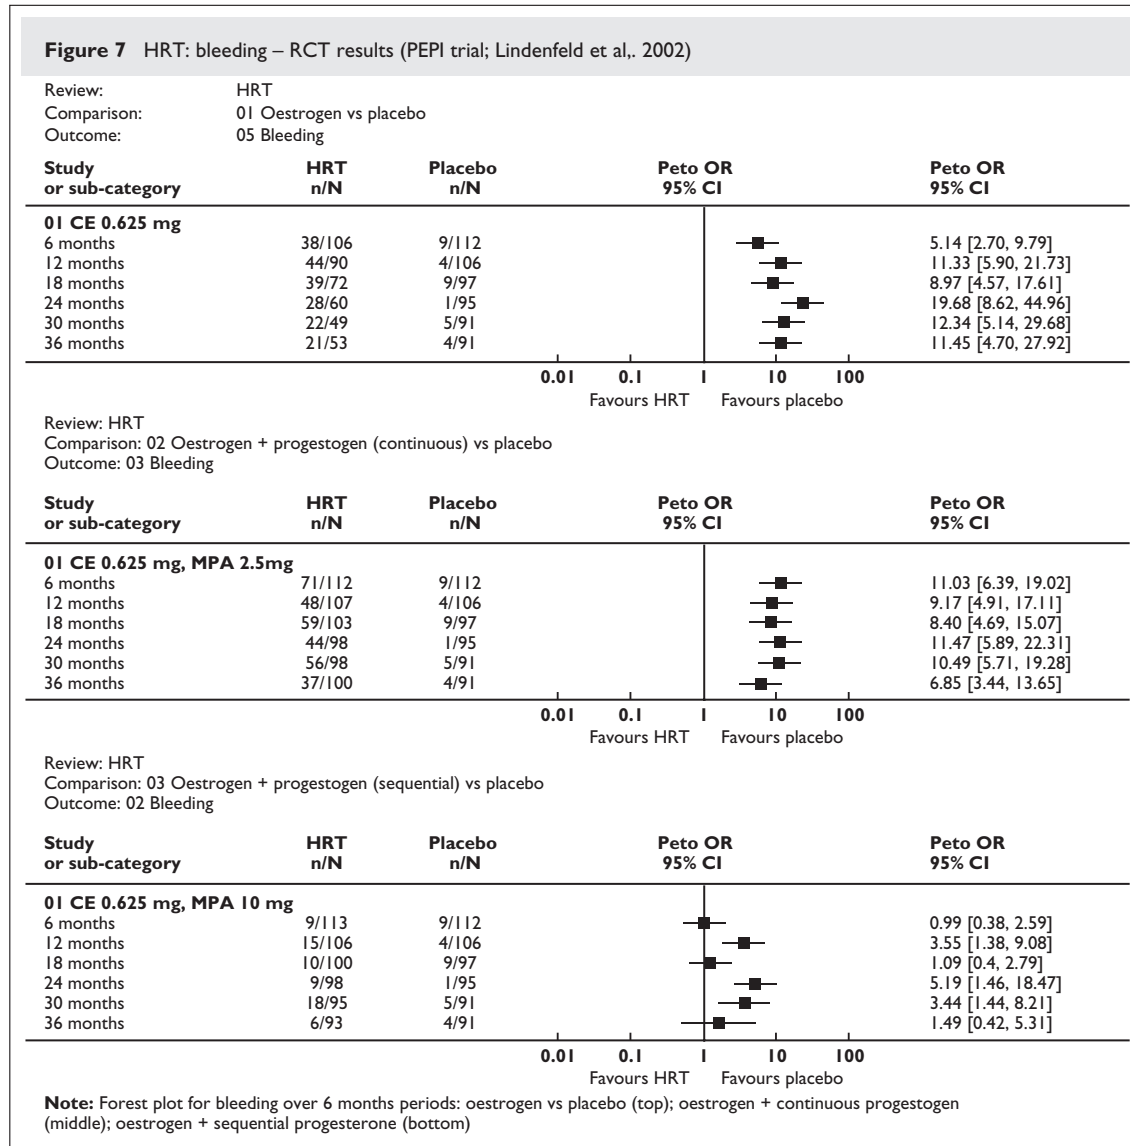 Figure 7 HRT: bleeding – RCT results (PEPI trial; Lindenfeld et al,. 2002)
Review: HRT
Comparison: 01 Oestrogen vs placebo
Outcome: 05 Bleeding
Study HRT Placebo Peto OR Peto OR
or sub-category n/N n/N 95% CI 95% CI
01 CE 0.625 mg
6 months 38/106 9/112 5.14 [2.70, 9.79]
12 months 44/90 4/106 11.33 [5.90, 21.73]
18 months 39/72 9/97 8.97 [4.57, 17.61]
24 months 28/60 1/95 19.68 [8.62, 44.96]
30 months 22/49 5/91 12.34 [5.14, 29.68]
36 months 21/53 4/91 11.45 [4.70, 27.92]
0.01 0.1 1 10 100
Favours HRT Favours placebo
Review: HRT
Comparison: 02 Oestrogen + progestogen (continuous) vs placebo
Outcome: 03 Bleeding
Study HRT Placebo Peto OR Peto OR
or sub-category n/N n/N 95% CI 95% CI
01 CE 0.625 mg, MPA 2.5mg
6 months 71/112 9/112 11.03 [6.39, 19.02]
12 months 48/107 4/106 9.17 [4.91, 17.11]
18 months 59/103 9/97 8.40 [4.69, 15.07]
24 months 44/98 1/95 11.47 [5.89, 22.31]
30 months 56/98 5/91 10.49 [5.71, 19.28]
36 months 37/100 4/91 6.85 [3.44, 13.65]
0.01 0.1 1 10 100
Favours HRT Favours placebo
Review: HRT
Comparison: 03 Oestrogen + progestogen (sequential) vs placebo
Outcome: 02 Bleeding
Study HRT Placebo Peto OR Peto OR
or sub-category n/N n/N 95% CI 95% CI
01 CE 0.625 mg, MPA 10 mg
6 months 9/113 9/112 0.99 [0.38, 2.59]
12 months 15/106 4/106 3.55 [1.38, 9.08]
18 months 10/100 9/97 1.09 [0.4, 2.79]
24 months 9/98 1/95 5.19 [1.46, 18.47]
30 months 18/95 5/91 3.44 [1.44, 8.21]
36 months 6/93 4/91 1.49 [0.42, 5.31]
0.01 0.1 1 10 100
Favours HRT Favours placebo
Note: Forest plot for bleeding over 6 months periods: oestrogen vs placebo (top); oestrogen + continuous progestogen
(middle); oestrogen + sequential progesterone (bottom)